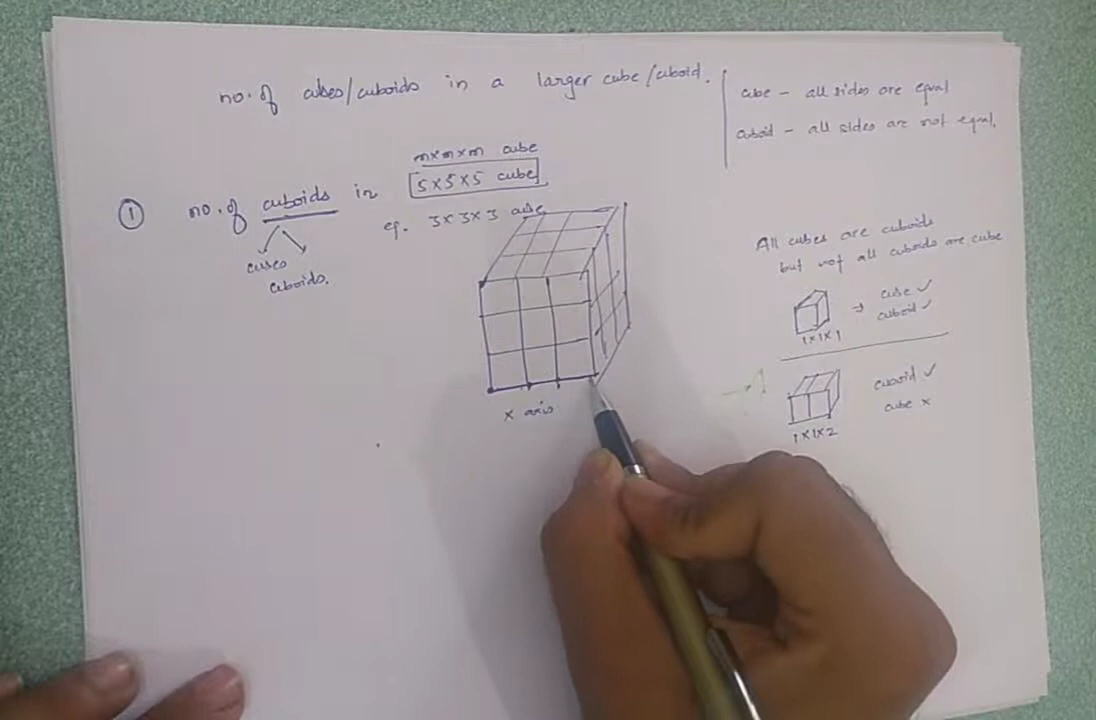 no. of cubes/cuboids in a larger cube/cuboid.
cube - all sides are equal
cuboid - all sides are not equal.
m×m×m cube
① no. of cuboids in 5×5×5 cube
cubes
cuboids.
eg. 3×3×3 cube
x axis
All cubes are cuboids
but not all cuboids are cube
→ cube ✓
cuboid ✓
1×1×1
cuboid ✓
cube ×
1×1×2